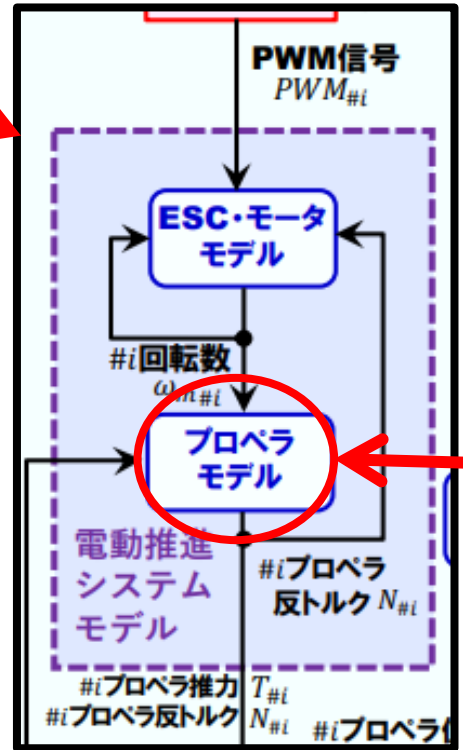 PWM信号
PWM#i
ESC・モータ
モデル
#i回転数
ωm#i
プロペラ
モデル
電動推進
システム
モデル
#iプロペラ
反トルク N#i
#iプロペラ推力 T#i
#iプロペラ反トルク N#i
#iプロペラ